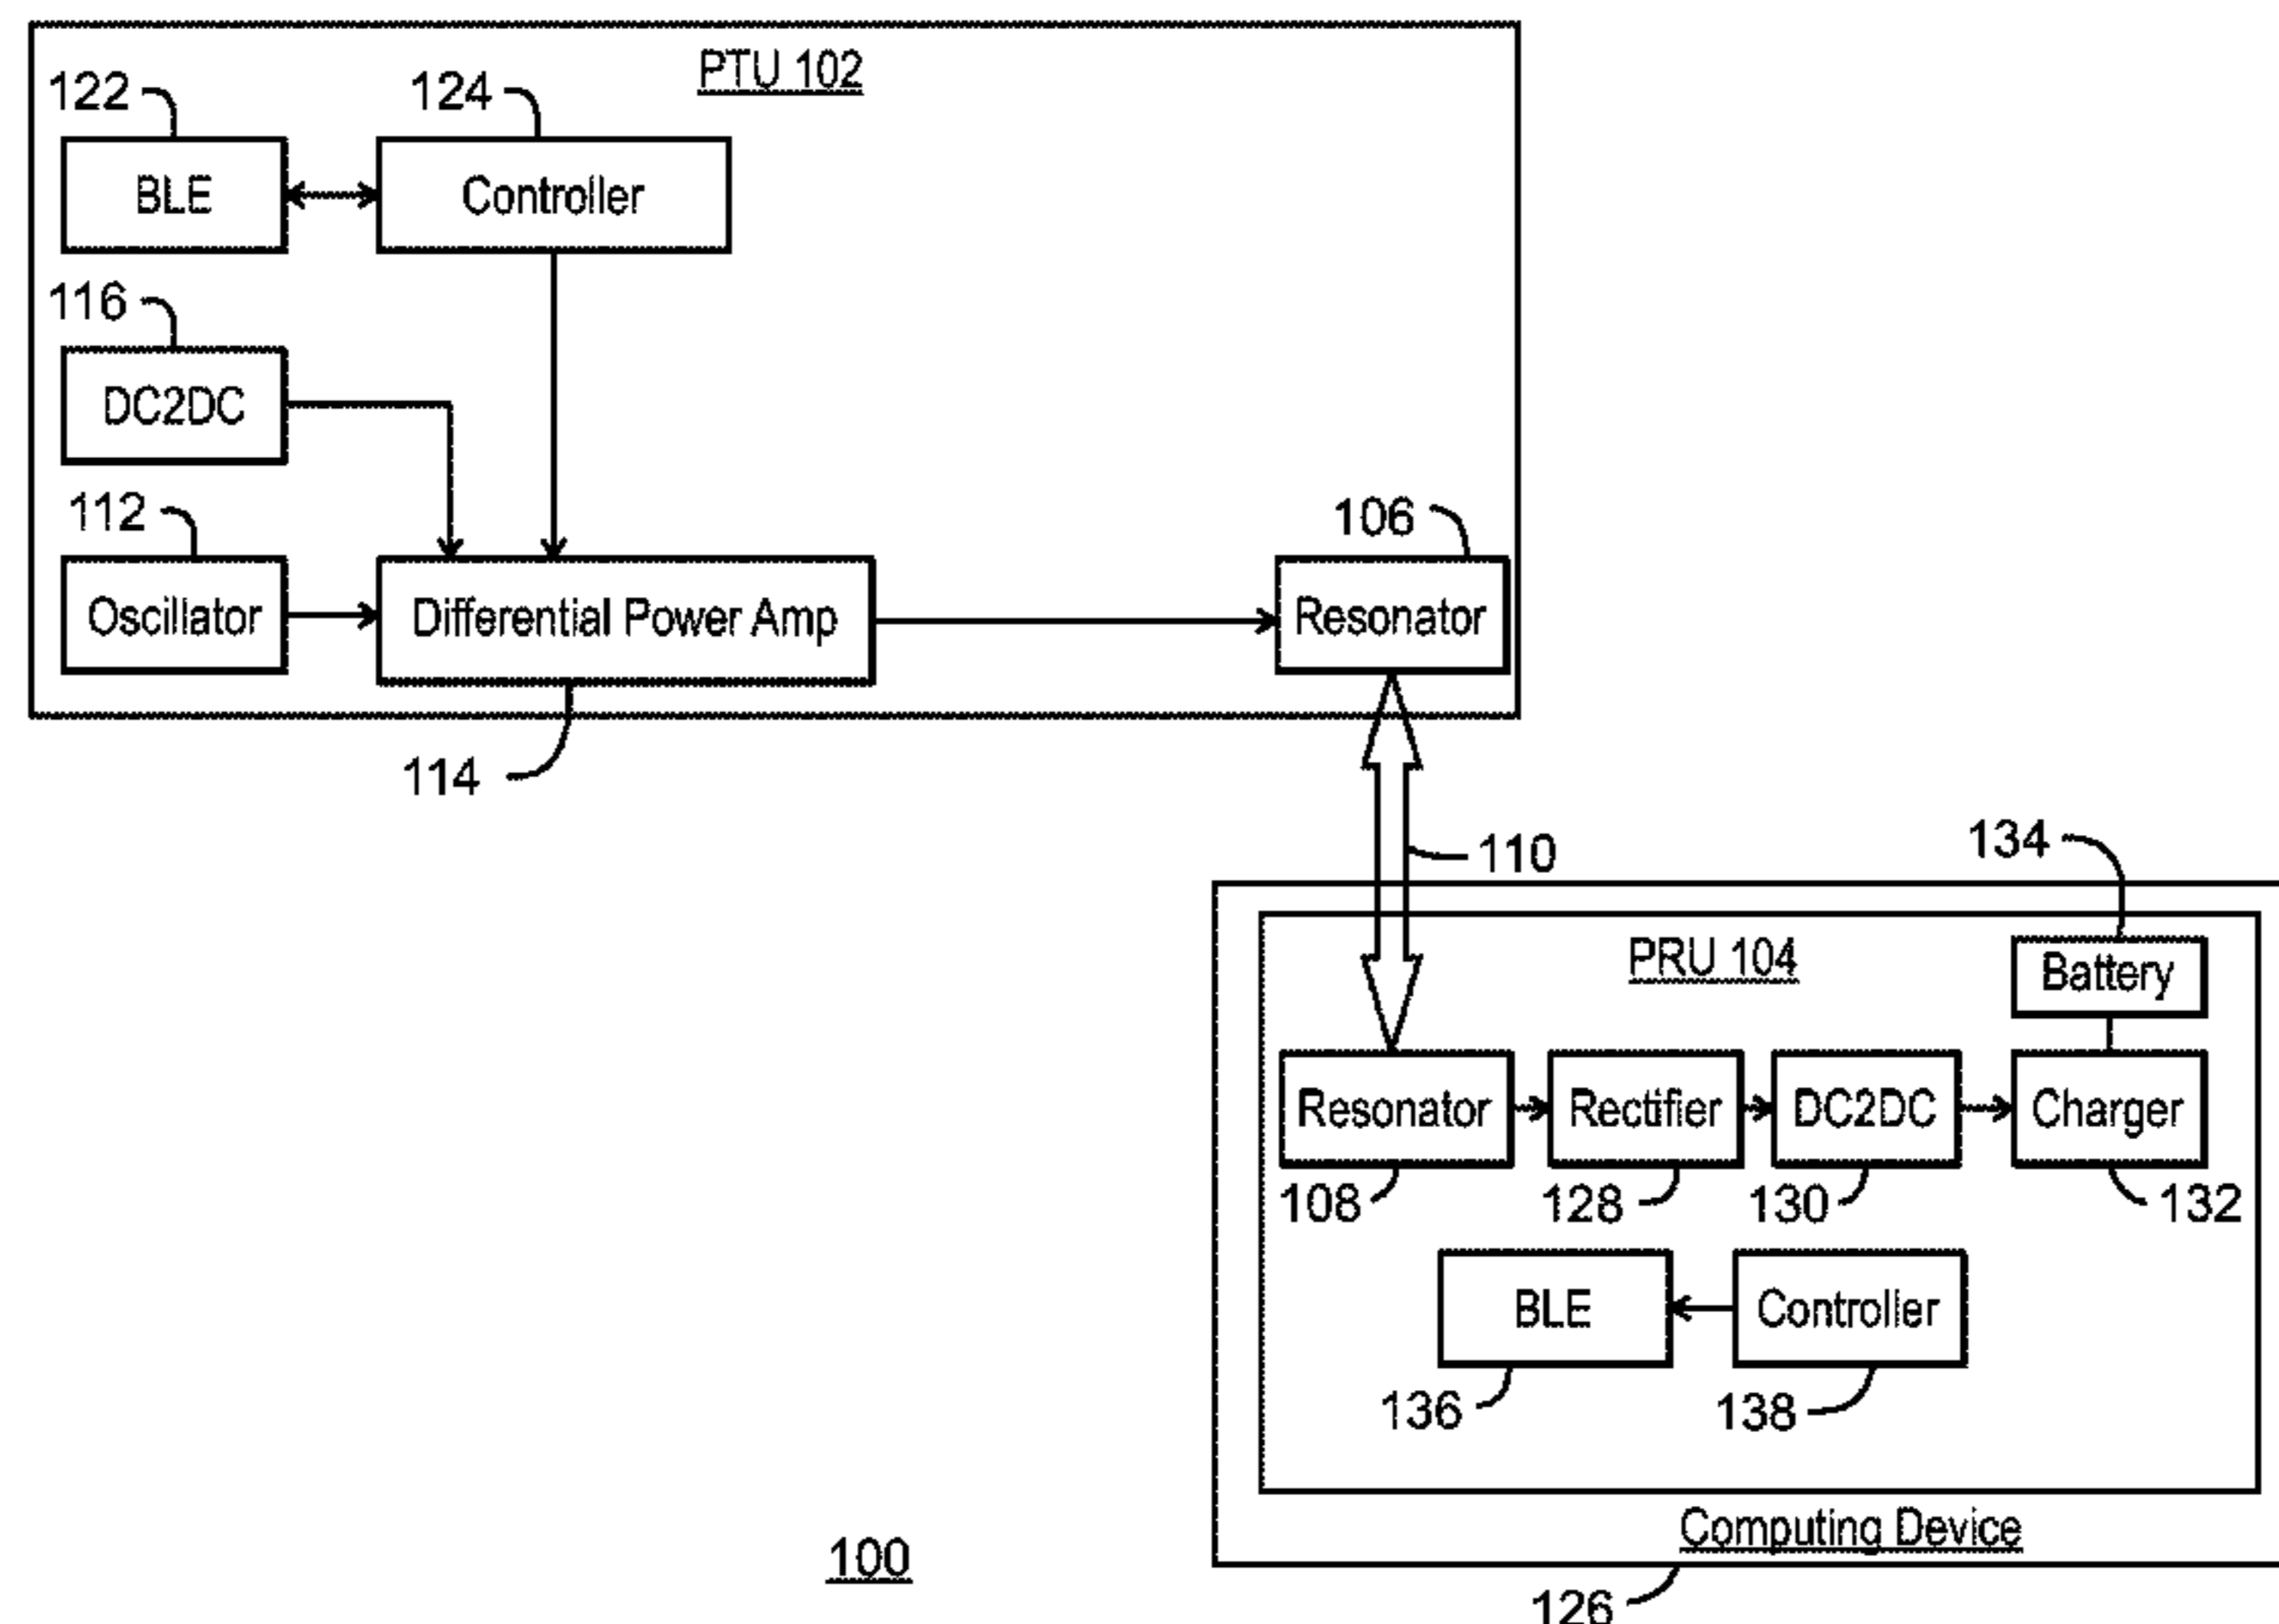 PTU 102
122
124
BLE
Controller
116
DC2DC
112
106
Oscillator
Differential Power Amp
Resonator
114
110
134
PRU 104
Battery
Resonator
Rectifier
DC2DC
Charger
108
128
130
132
BLE
Controller
136
138
Computing Device
100
126